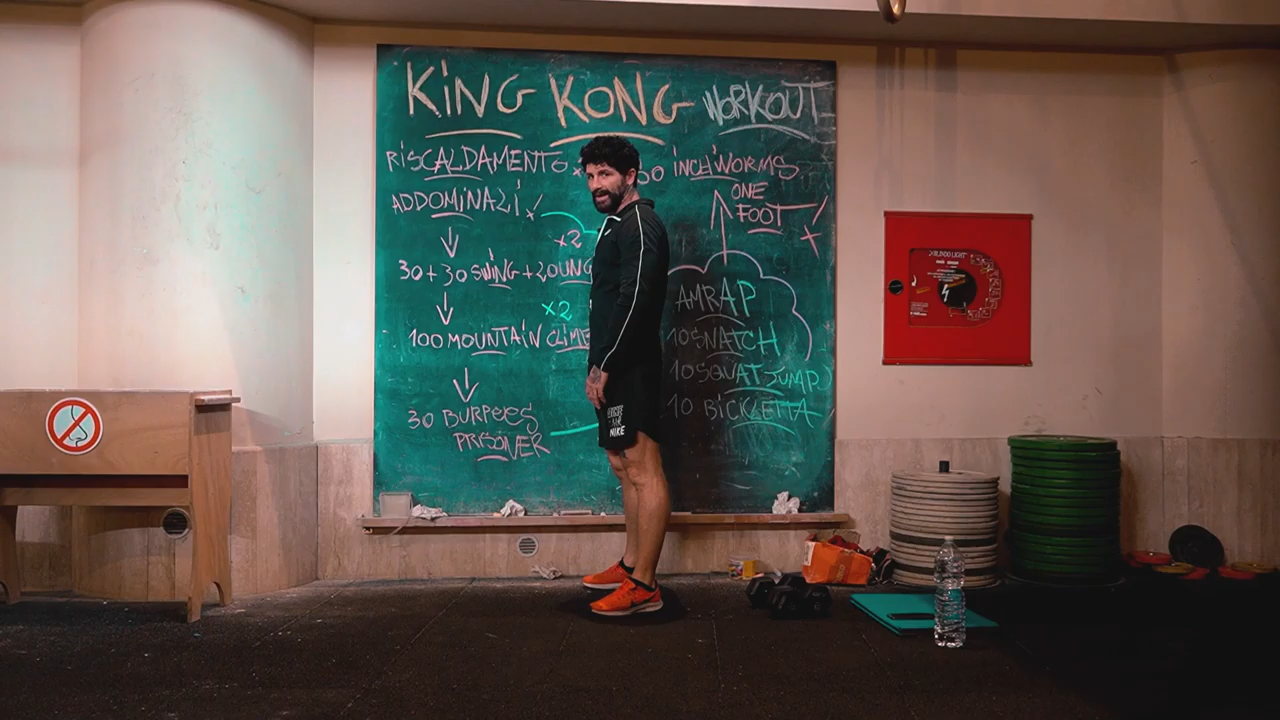 KING KONG WORKOUT
RISCALDAMENTO
INCHWORMS
ONE
FOOT
ADDOMINALI
X2
30+30 SWING +
X2
100 MOUNTAIN
30 BURPEES
PRISONER
AMRAP
10 SNATCH
10 SQUAT JUMP
10 BICICLETTA
NIKE